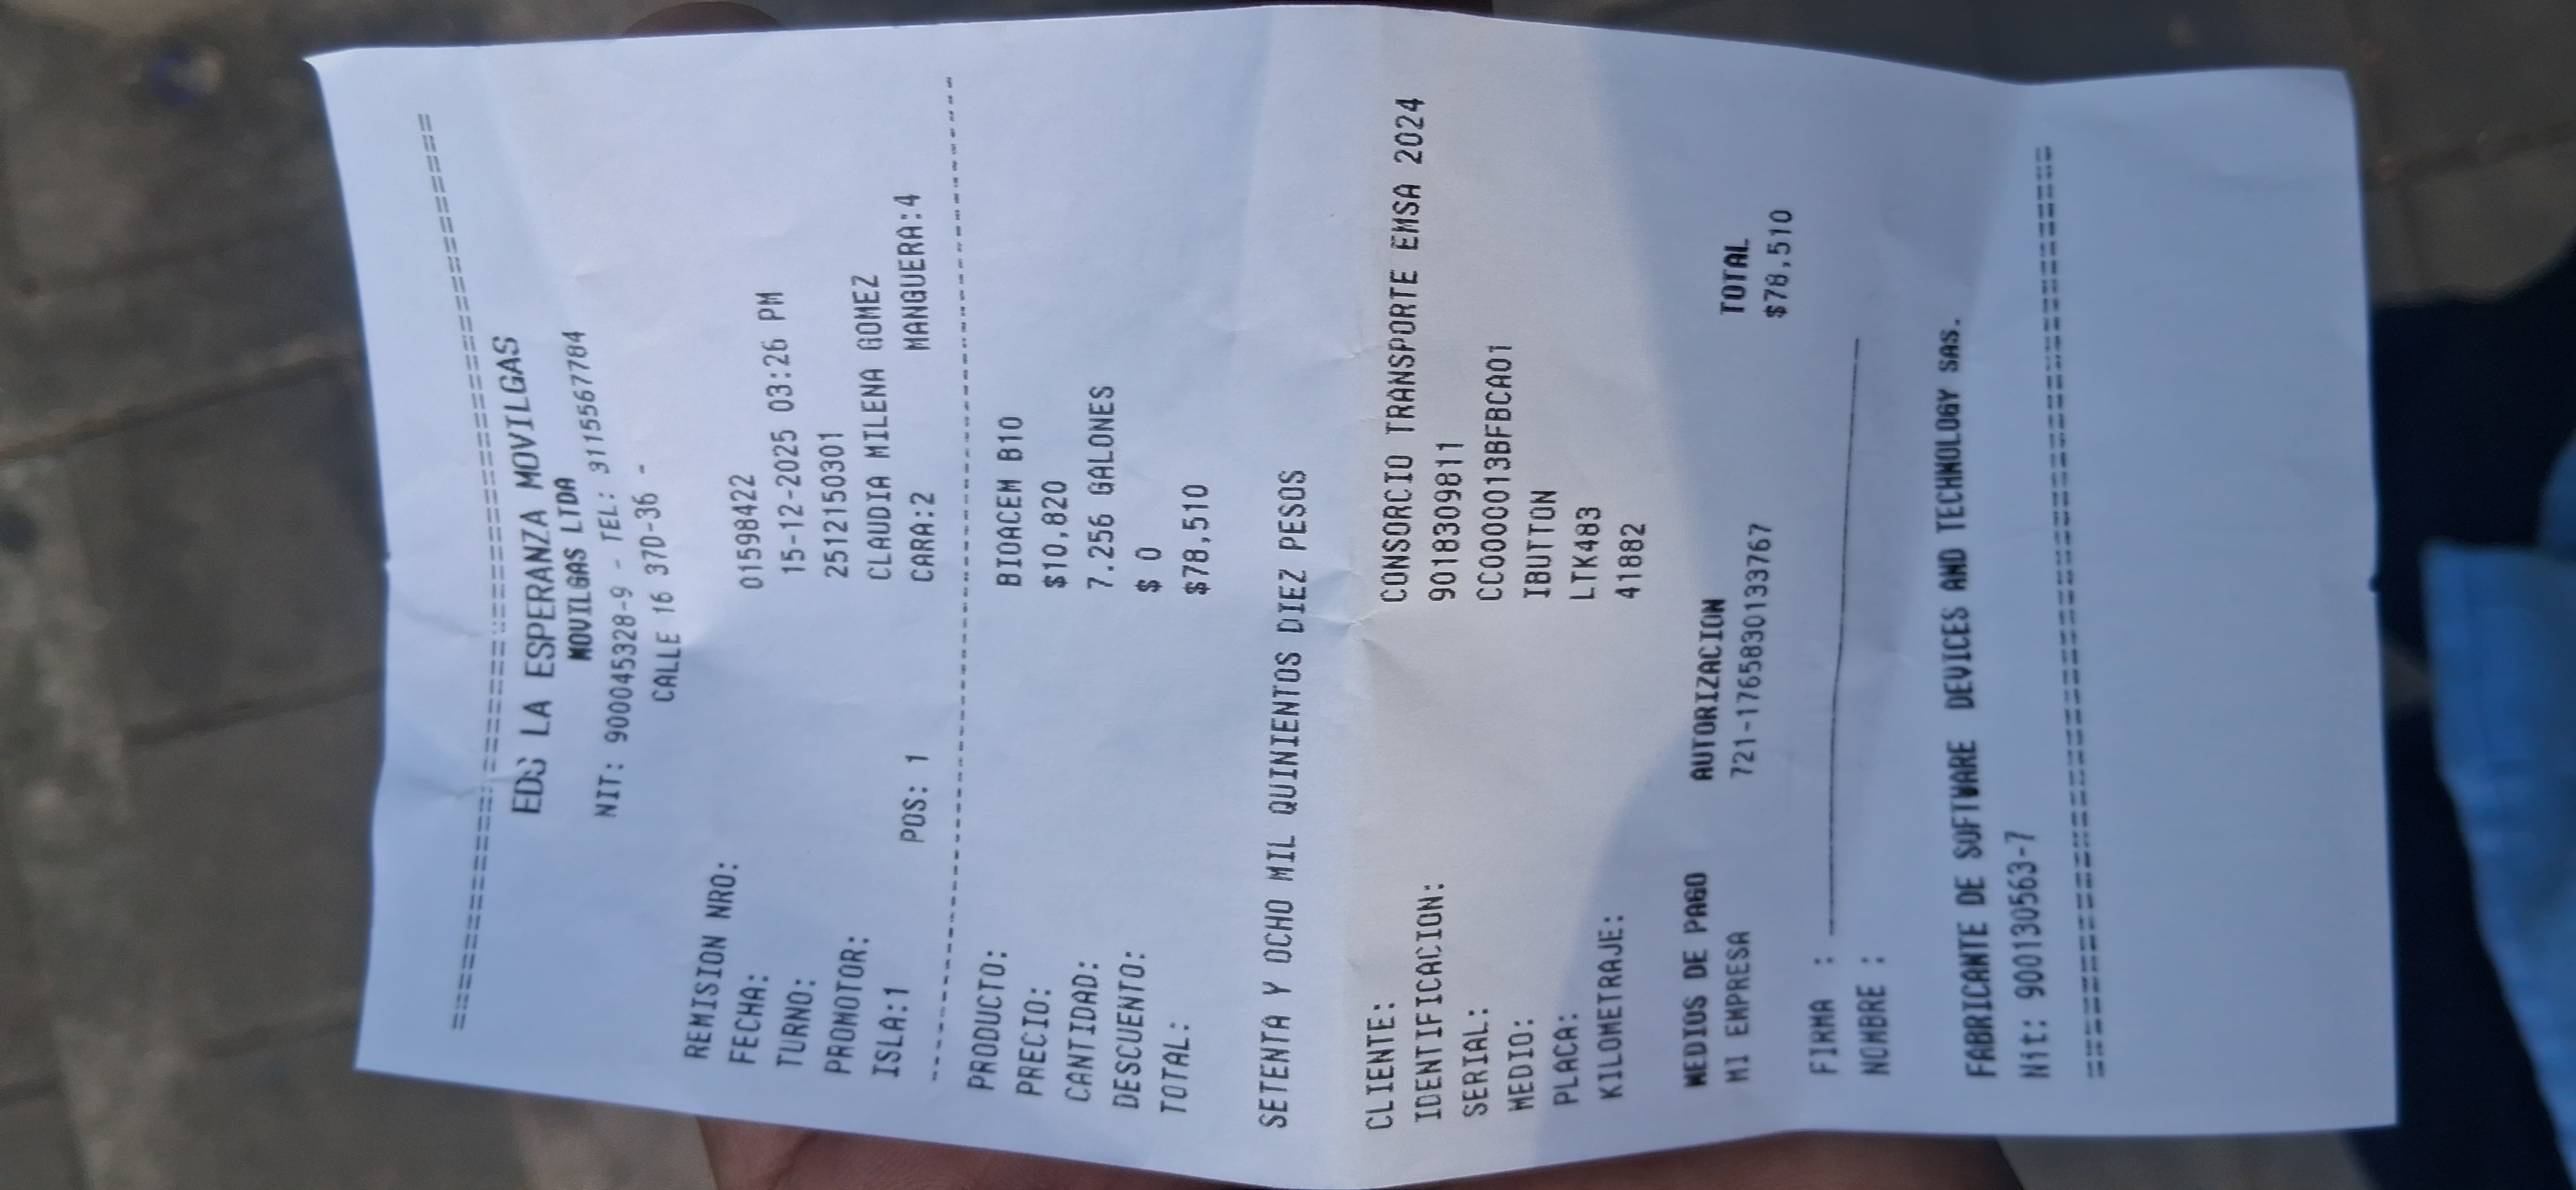 ==================================================
EDS LA ESPERANZA MOVILGAS
MOVILGAS LTDA
NIT: 900045328-9 - TEL: 3115567784
CALLE 16 37D-36 -
REMISION NRO: 01598422
FECHA: 15-12-2025 03:26 PM
TURNO: 2512150301
PROMOTOR: CLAUDIA MILENA GOMEZ
ISLA:1 POS: 1 CARA:2 MANGUERA:4
--------------------------------------------------
PRODUCTO: BIOACEM B10
PRECIO: $10,820
CANTIDAD: 7.256 GALONES
DESCUENTO: $ 0
TOTAL: $78,510
SETENTA Y OCHO MIL QUINIENTOS DIEZ PESOS
CLIENTE: CONSORCIO TRANSPORTE EMSA 2024
IDENTIFICACION: 9018309811
SERIAL: CC0000013BFBCA01
MEDIO: IBUTTON
PLACA: LTK483
KILOMETRAJE: 41882
MEDIOS DE PAGO AUTORIZACION TOTAL
MI EMPRESA 721-1765830133767 $78,510
FIRMA : ______________________________
NOMBRE :
FABRICANTE DE SOFTWARE DEVICES AND TECHNOLOGY SAS.
Nit: 900130563-7
==================================================